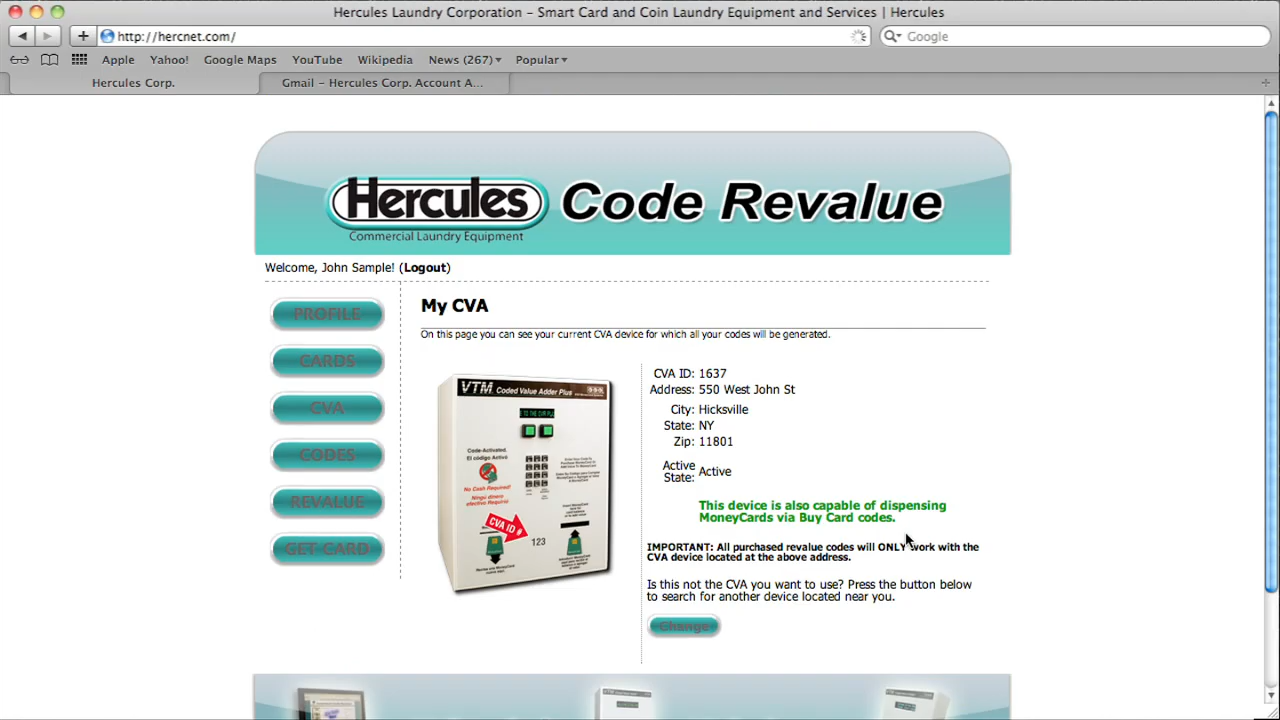 Hercules Laundry Corporation – Smart Card and Coin Laundry Equipment and Services | Hercules
http://hercnet.com/
Google
Apple Yahoo! Google Maps YouTube Wikipedia News (267) Popular
Hercules Corp. Gmail – Hercules Corp. Account A...
Hercules Code Revalue
Commercial Laundry Equipment
Welcome, John Sample! (Logout)
PROFILE
CARDS
CVA
CODES
REVALUE
GET CARD
My CVA
On this page you can see your current CVA device for which all your codes will be generated.
VTM Coded Value Adder Plus
Code-Activated.
El código Activó
No Cash Required!
Ningú dinero
efectivo Requirió
CVA ID #
123
CVA ID: 1637
Address: 550 West John St
City: Hicksville
State: NY
Zip: 11801
Active State: Active
This device is also capable of dispensing
MoneyCards via Buy Card codes.
IMPORTANT: All purchased revalue codes will ONLY work with the
CVA device located at the above address.
Is this not the CVA you want to use? Press the button below
to search for another device located near you.
Change